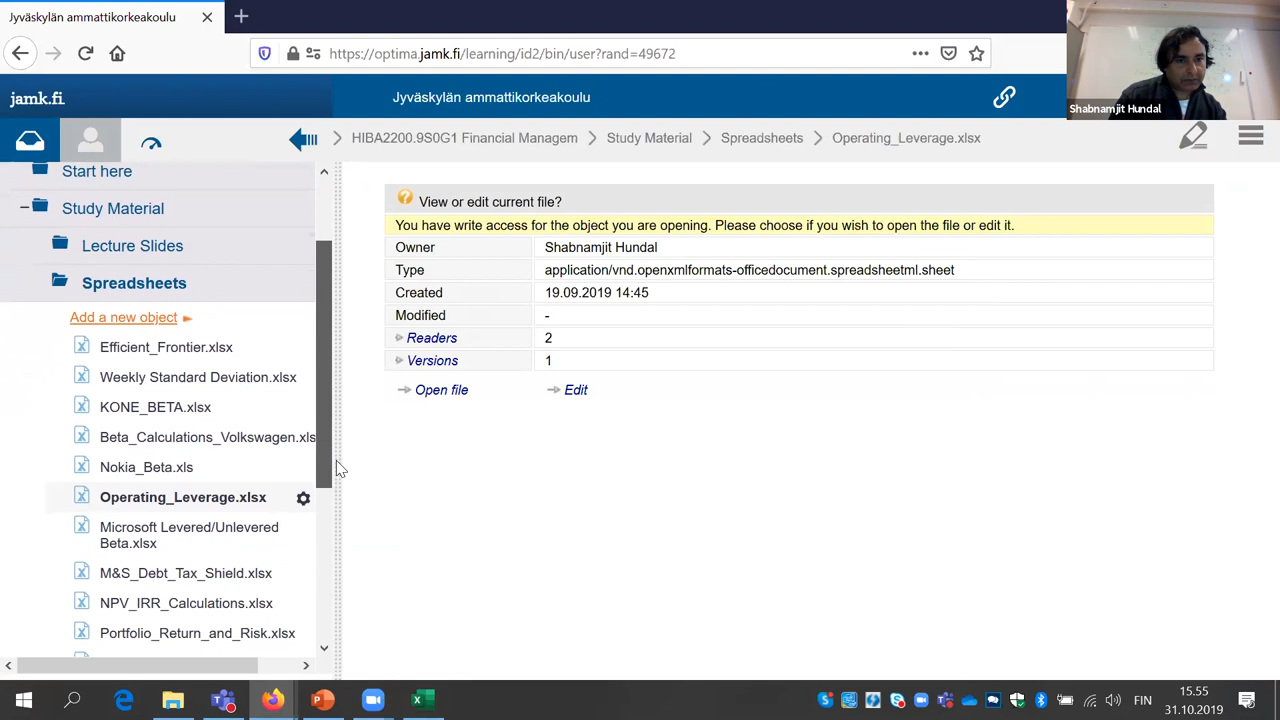 Jyväskylän ammattikorkeakoulu
https://optima.jamk.fi/learning/id2/bin/user?rand=49672
Shabnamjit Hundal
jamk.fi
Jyväskylän ammattikorkeakoulu
HIBA2200.9S0G1 Financial Managem
Study Material
Spreadsheets
Operating_Leverage.xlsx
Start here
Study Material
Lecture Slides
Spreadsheets
Add a new object
Efficient_Frontier.xlsx
Weekly Standard Deviation.xlsx
KONE_BETA.xlsx
Beta_Calculations_Volkswagen.xls
Nokia_Beta.xls
Operating_Leverage.xlsx
Microsoft Levered/Unlevered
Beta.xlsx
M&S_Debt_Tax_Shield.xlsx
NPV_IRR_Calculations.xlsx
Portfolio_Return_and_Risk.xlsx
View or edit current file?
You have write access for the object you are opening. Please choose if you wish to open the file or edit it.
Owner Shabnamjit Hundal
Type application/vnd.openxmlformats-officedocument.spreadsheetml.sheet
Created 19.09.2019 14:45
Modified -
Readers 2
Versions 1
Open file Edit
FIN
15.55
31.10.2019